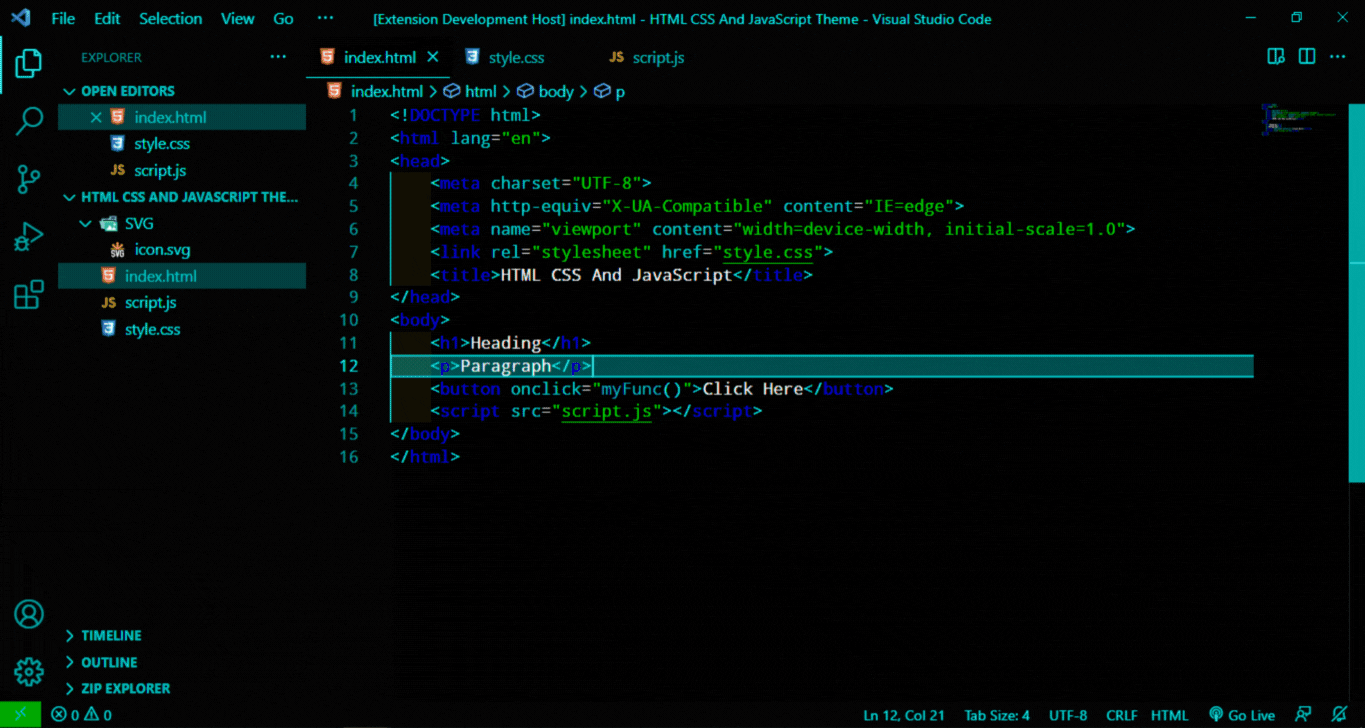 File Edit Selection View Go ··· [Extension Development Host] index.html - HTML CSS And JavaScript Theme - Visual Studio Code
EXPLORER ···
index.html style.css JS script.js
OPEN EDITORS
index.html
style.css
JS script.js
HTML CSS AND JAVASCRIPT THE...
SVG
SVG icon.svg
index.html
JS script.js
style.css
TIMELINE
OUTLINE
ZIP EXPLORER
index.html > html > body > p
1 <!DOCTYPE html>
2 <html lang="en">
3 <head>
4 <meta charset="UTF-8">
5 <meta http-equiv="X-UA-Compatible" content="IE=edge">
6 <meta name="viewport" content="width=device-width, initial-scale=1.0">
7 <link rel="stylesheet" href="style.css">
8 <title>HTML CSS And JavaScript</title>
9 </head>
10 <body>
11 <h1>Heading</h1>
12 <p>Paragraph</p>
13 <button onclick="myFunc()">Click Here</button>
14 <script src="script.js"></script>
15 </body>
16 </html>
0 0 Ln 12, Col 21 Tab Size: 4 UTF-8 CRLF HTML Go Live